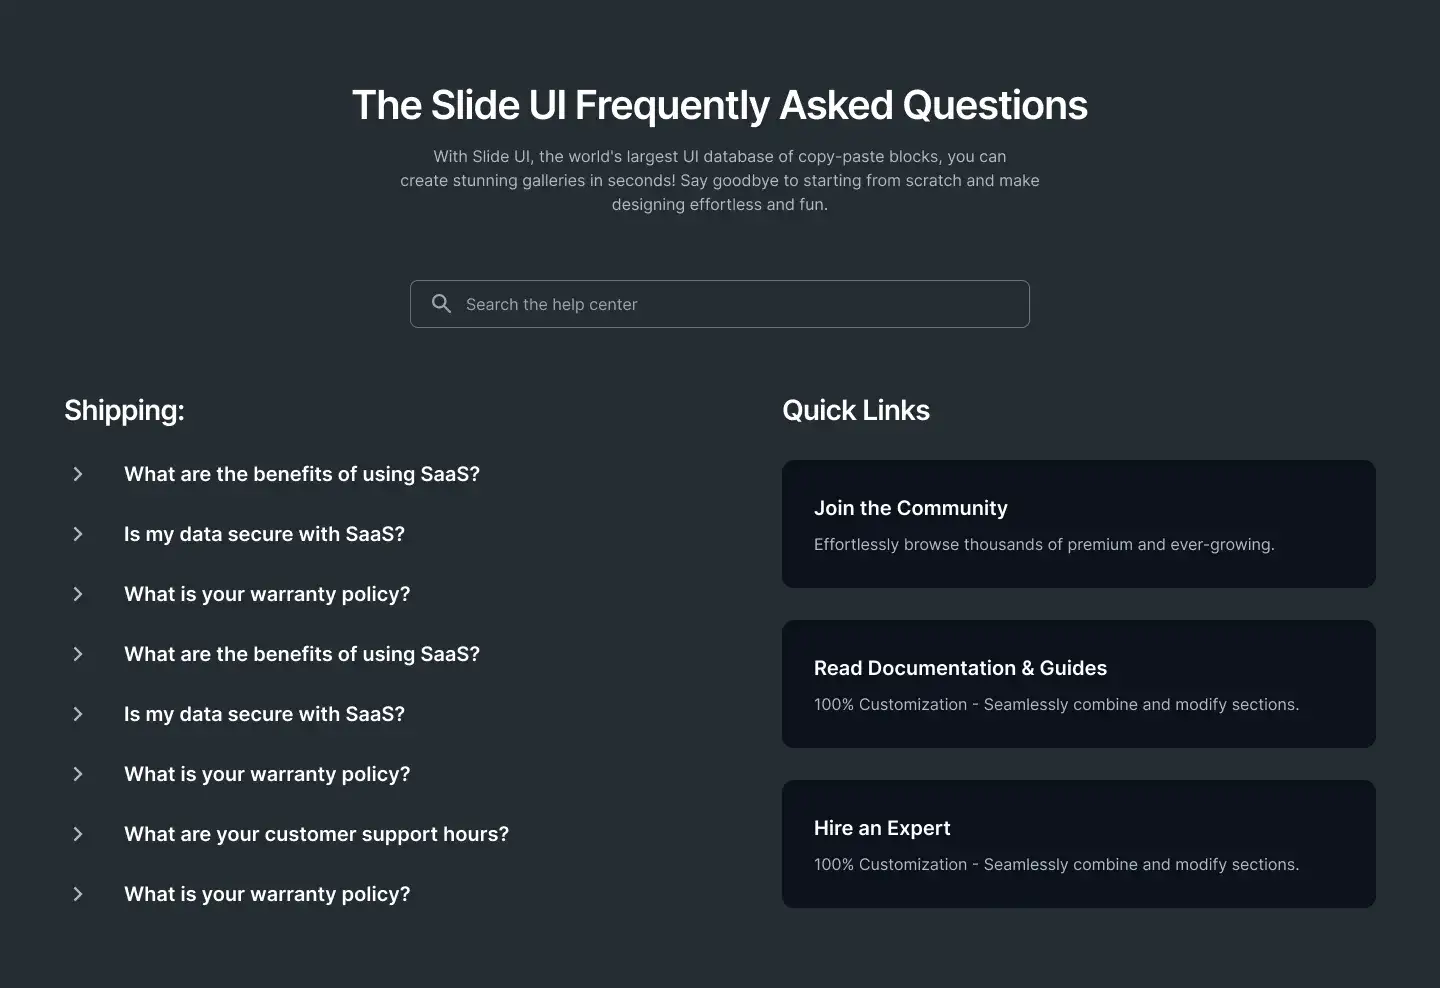 The Slide UI Frequently Asked Questions
With Slide UI, the world's largest UI database of copy-paste blocks, you can
create stunning galleries in seconds! Say goodbye to starting from scratch and make
designing effortless and fun.
Search the help center
Shipping:
What are the benefits of using SaaS?
Is my data secure with SaaS?
What is your warranty policy?
What are the benefits of using SaaS?
Is my data secure with SaaS?
What is your warranty policy?
What are your customer support hours?
What is your warranty policy?
Quick Links
Join the Community
Effortlessly browse thousands of premium and ever-growing.
Read Documentation & Guides
100% Customization - Seamlessly combine and modify sections.
Hire an Expert
100% Customization - Seamlessly combine and modify sections.